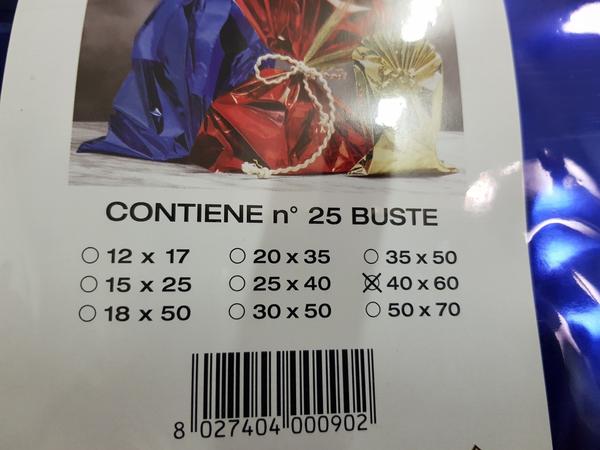 CONTIENE n° 25 BUSTE
12 x 17 20 x 35 35 x 50
15 x 25 25 x 40 40 x 60
18 x 50 30 x 50 50 x 70
8 027404 000902